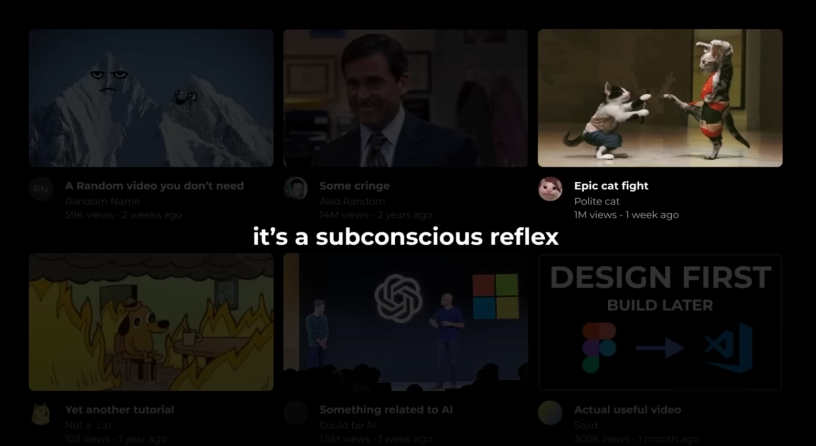 RN
A Random video you don't need
Random Name
59K views - 2 weeks ago
Some cringe
Also Random
14M views - 2 years ago
Epic cat fight
Polite cat
1M views - 1 week ago
it's a subconscious reflex
DESIGN FIRST
BUILD LATER
Yet another tutorial
Not a cat
103 views - 1 year ago
Something related to AI
Could be AI
1.5M views - 1 week ago
Actual useful video
Sajid
300K views - 1 month ago